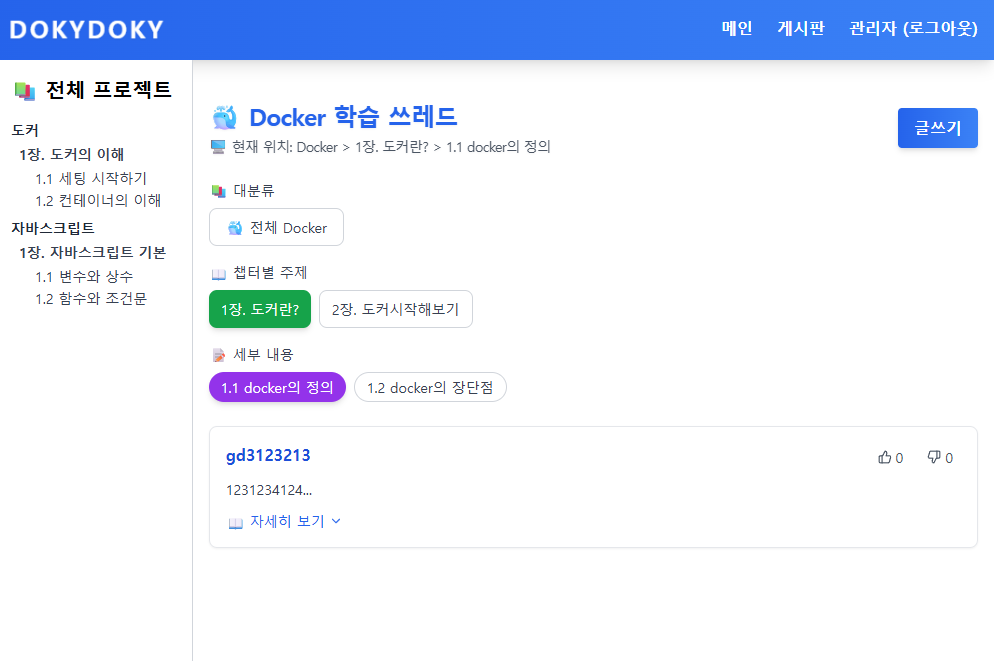 DOKYDOKY
메인 게시판 관리자 (로그아웃)
전체 프로젝트
도커
1장. 도커의 이해
1.1 세팅 시작하기
1.2 컨테이너의 이해
자바스크립트
1장. 자바스크립트 기본
1.1 변수와 상수
1.2 함수와 조건문
Docker 학습 쓰레드
글쓰기
현재 위치: Docker > 1장. 도커란? > 1.1 docker의 정의
대분류
전체 Docker
챕터별 주제
1장. 도커란? 2장. 도커시작해보기
세부 내용
1.1 docker의 정의 1.2 docker의 장단점
gd3123213 0 0
1231234124...
자세히 보기